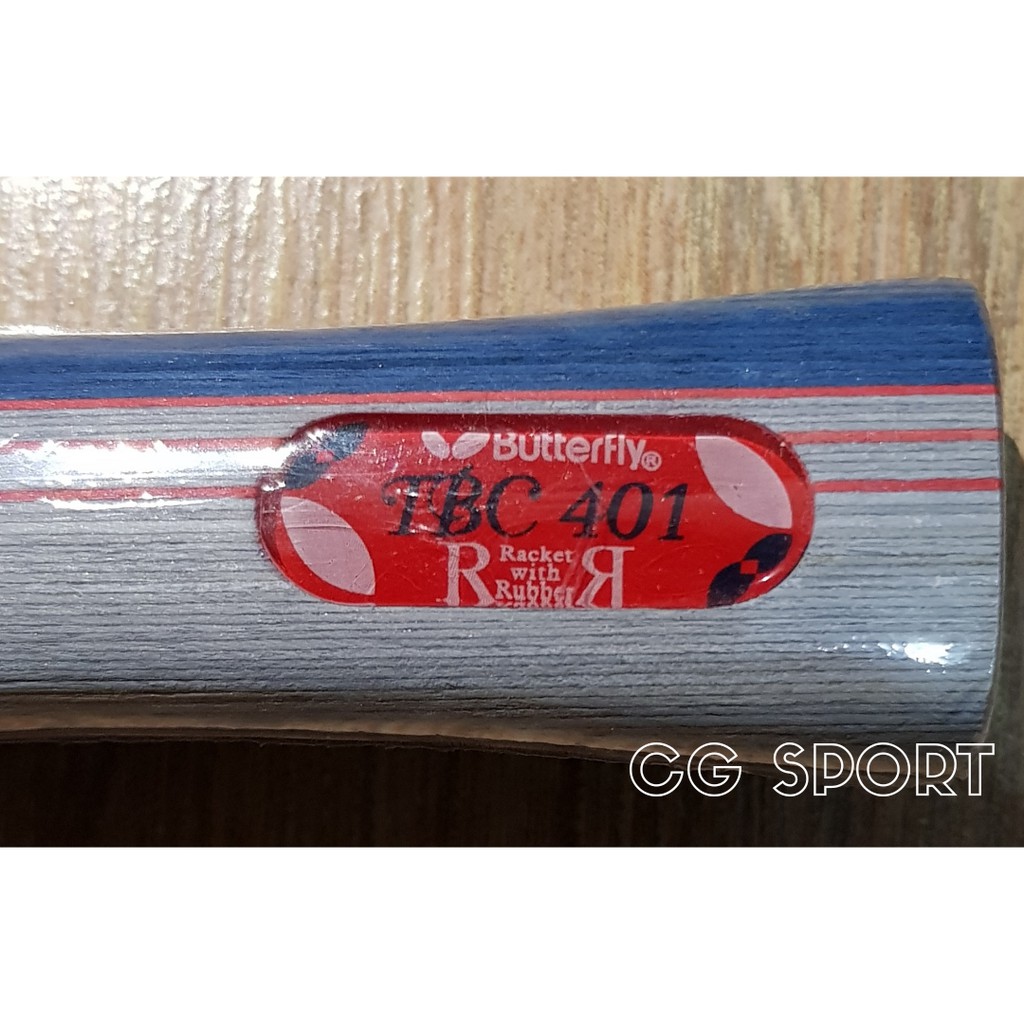 Butterfly®
TBC 401
R Racket R
with
Rubber
CG SPORT